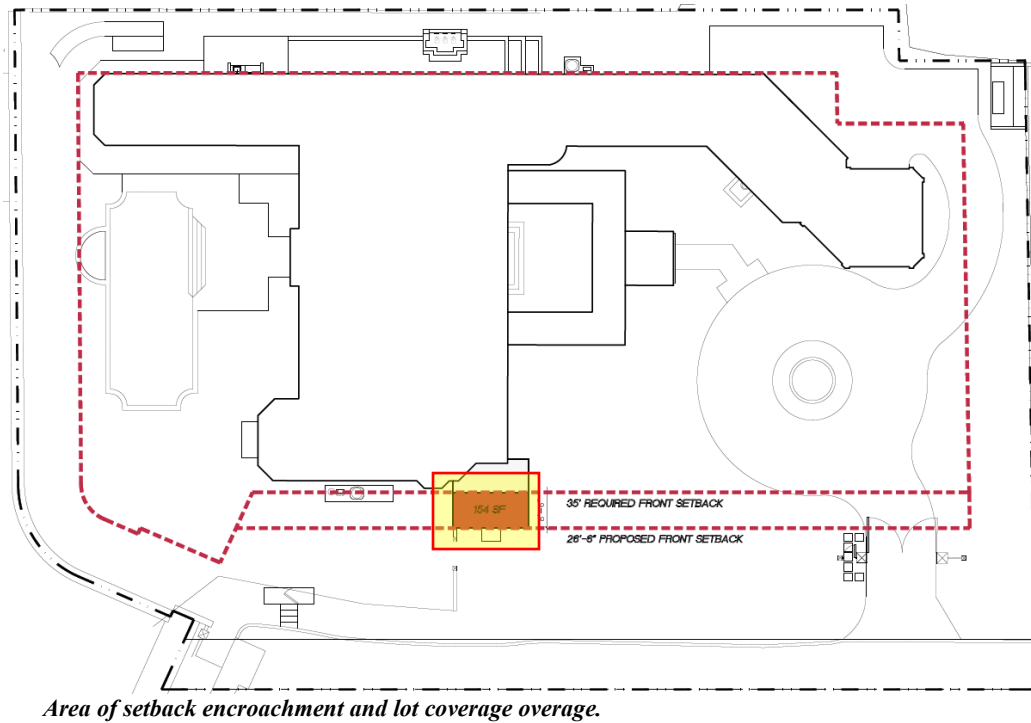 154 SF
35' REQUIRED FRONT SETBACK
26'-6" PROPOSED FRONT SETBACK
Area of setback encroachment and lot coverage overage.